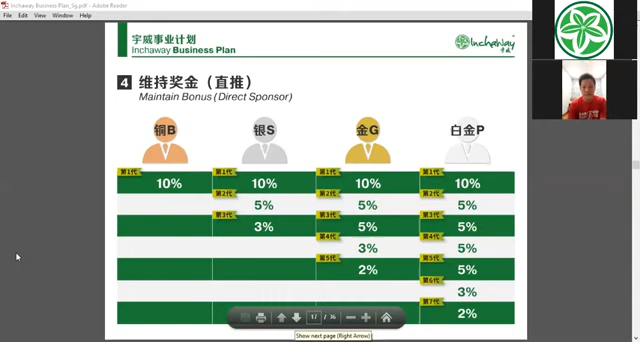 Inchaway Business Plan_Sg.pdf - Adobe Reader
File Edit View Window Help
宇威事业计划
Inchaway Business Plan
Inchaway
宇威
4 维持奖金（直推）
Maintain Bonus (Direct Sponsor)
铜B 银S 金G 白金P
第1代 第1代 第1代 第1代
10% 10% 10% 10%
第2代 第2代 第2代
5% 5% 5%
第3代 第3代 第3代
3% 5% 5%
第4代 第4代
3% 5%
第5代 第5代
2% 5%
第6代
3%
第7代
2%
17 / 36
Show next page (Right Arrow)